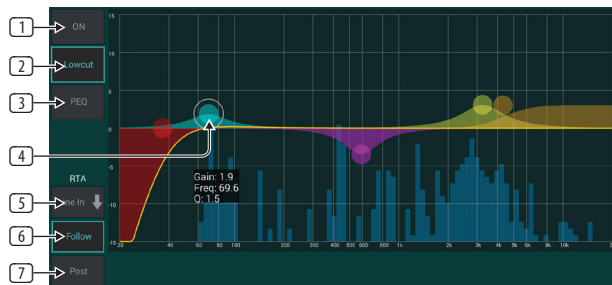 1 ON
15
10
2 Lowcut
5
3 PEQ
0
4
Gain: 1.9
Freq: 69.6
Q: 1.5
-5
RTA
5 ne In
-10
6 Follow
-15
20 40 60 80 100 200 300 400 500 600 800 1k 2k 3k 4k 5k 6k 8k 10k
7 Post